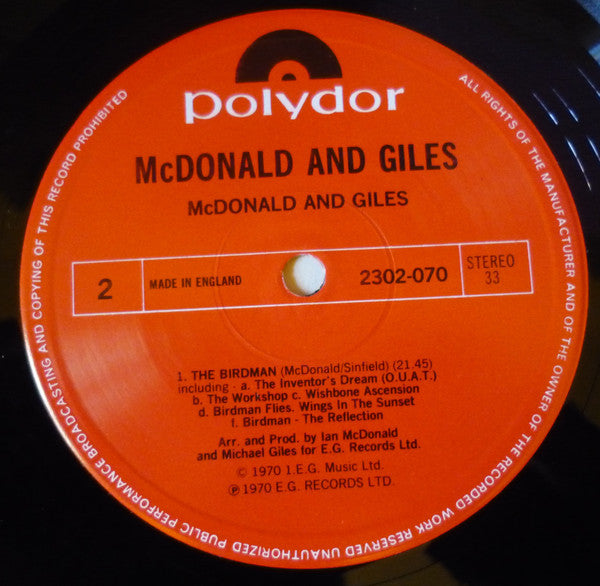 polydor
McDONALD AND GILES
McDONALD AND GILES
2
MADE IN ENGLAND
2302-070
STEREO
33
1. THE BIRDMAN (McDonald/Sinfield) (21.45)
including - a. The Inventor's Dream (O.U.A.T.)
b. The Workshop c. Wishbone Ascension
d. Birdman Flies. Wings In The Sunset
f. Birdman - The Reflection
Arr. and Prod. by Ian McDonald
and Michael Giles for E.G. Records Ltd.
© 1970 1.E.G. Music Ltd.
℗ 1970 E.G. RECORDS LTD.
ALL RIGHTS OF THE MANUFACTURER AND OF THE OWNER OF THE RECORDED WORK RESERVED UNAUTHORIZED PUBLIC PERFORMANCE BROADCASTING AND COPYING OF THIS RECORD PROHIBITED